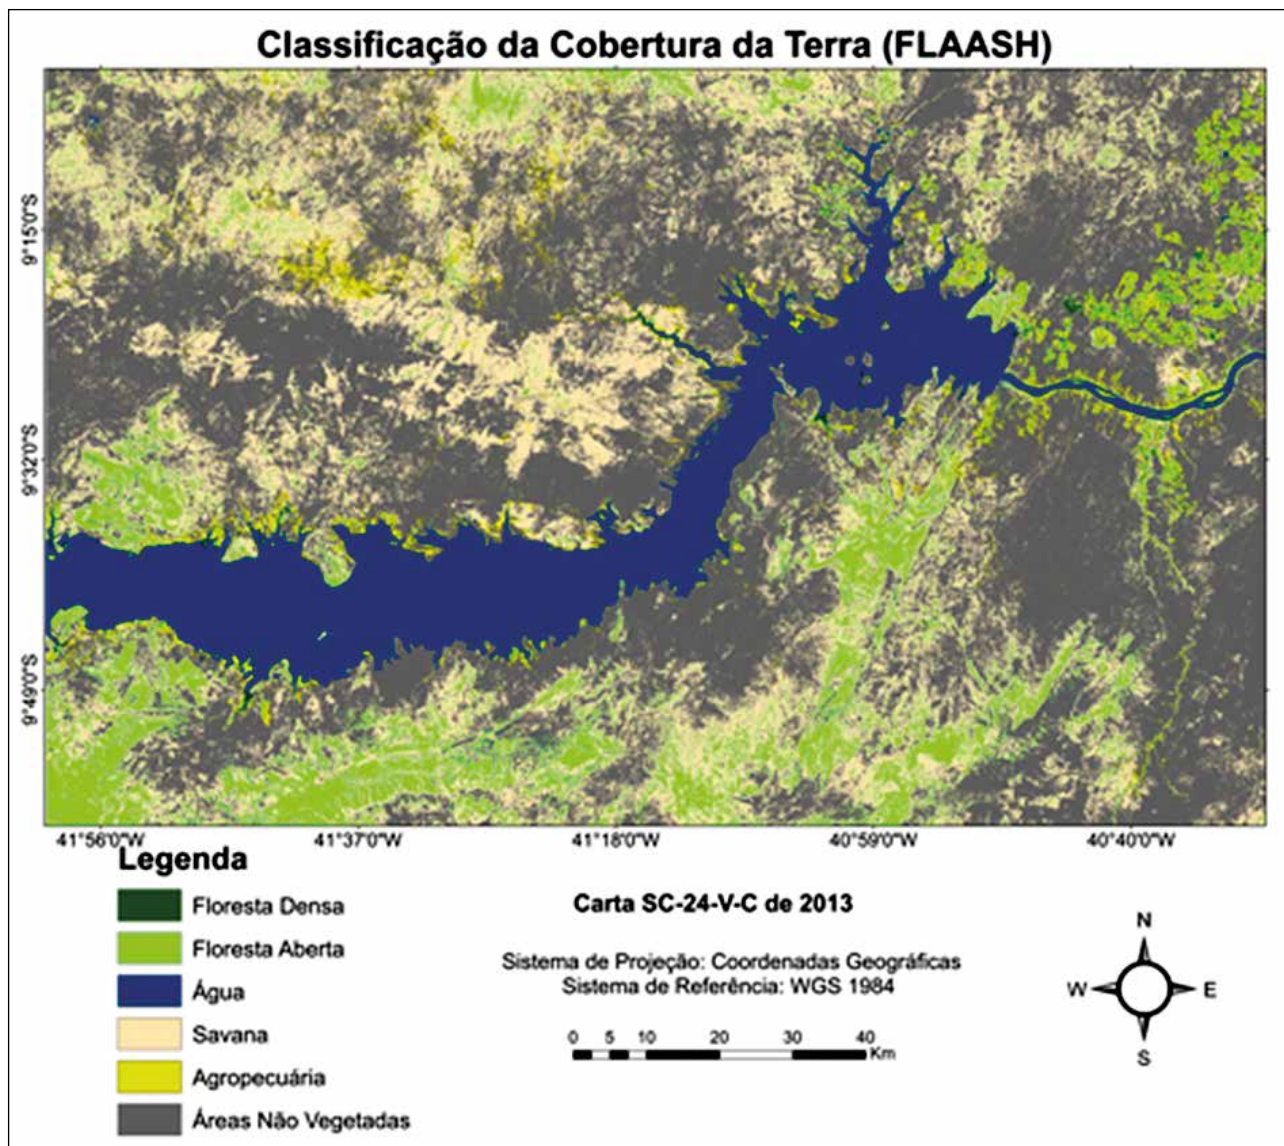 Classificação da Cobertura da Terra (FLAASH)
9°15'0"S
9°32'0"S
9°49'0"S
41°56'0"W 41°37'0"W 41°18'0"W 40°59'0"W 40°40'0"W
Legenda
Floresta Densa
Floresta Aberta
Água
Savana
Agropecuária
Áreas Não Vegetadas
Carta SC-24-V-C de 2013
Sistema de Projeção: Coordenadas Geográficas
Sistema de Referência: WGS 1984
0 5 10 20 30 40
Km
N
W E
S